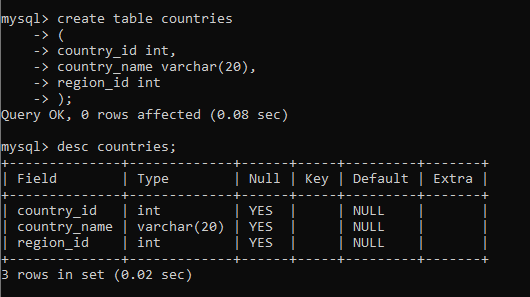 mysql> create table countries
    -> (
    -> country_id int,
    -> country_name varchar(20),
    -> region_id int
    -> );
Query OK, 0 rows affected (0.08 sec)

mysql> desc countries;
+--------------+-------------+------+-----+---------+-------+
| Field        | Type        | Null | Key | Default | Extra |
+--------------+-------------+------+-----+---------+-------+
| country_id   | int         | YES  |     | NULL    |       |
| country_name | varchar(20) | YES  |     | NULL    |       |
| region_id    | int         | YES  |     | NULL    |       |
+--------------+-------------+------+-----+---------+-------+
3 rows in set (0.02 sec)